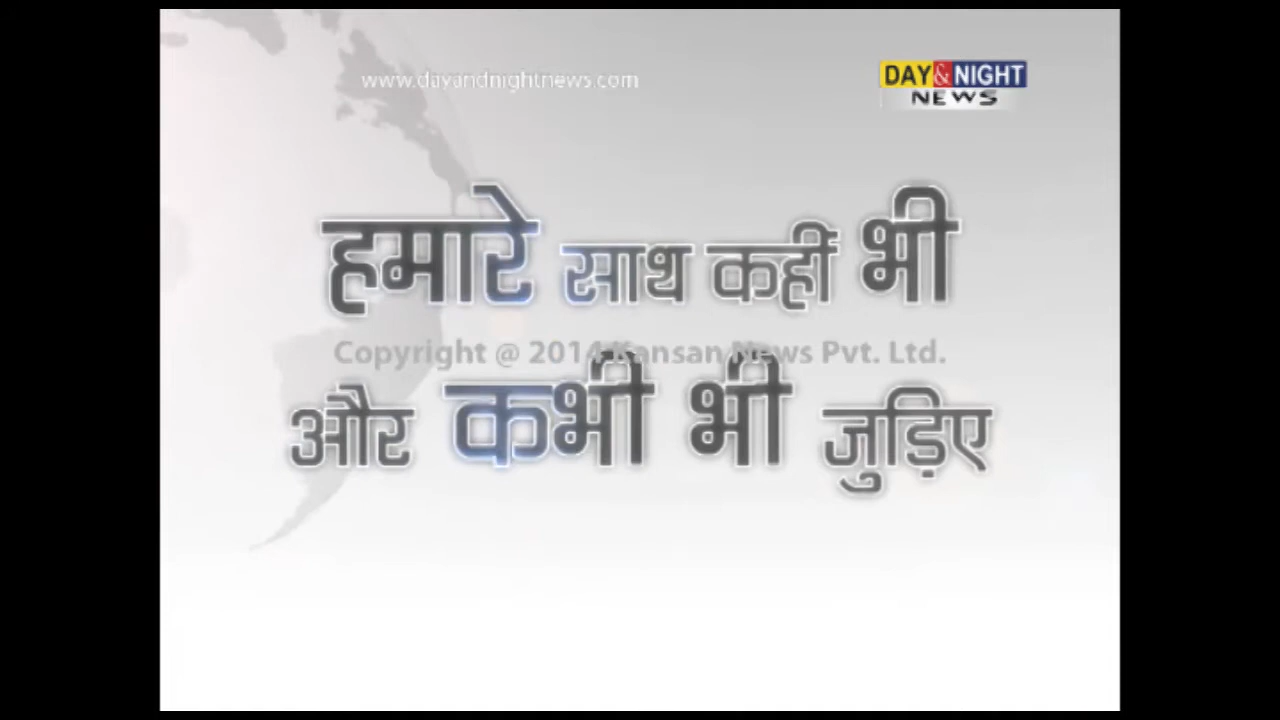 www.dayandnightnews.com
DAY & NIGHT
NEWS
हमारे साथ कहीं भी
Copyright @ 2014 Kansan News Pvt. Ltd.
और कभी भी जुड़िए